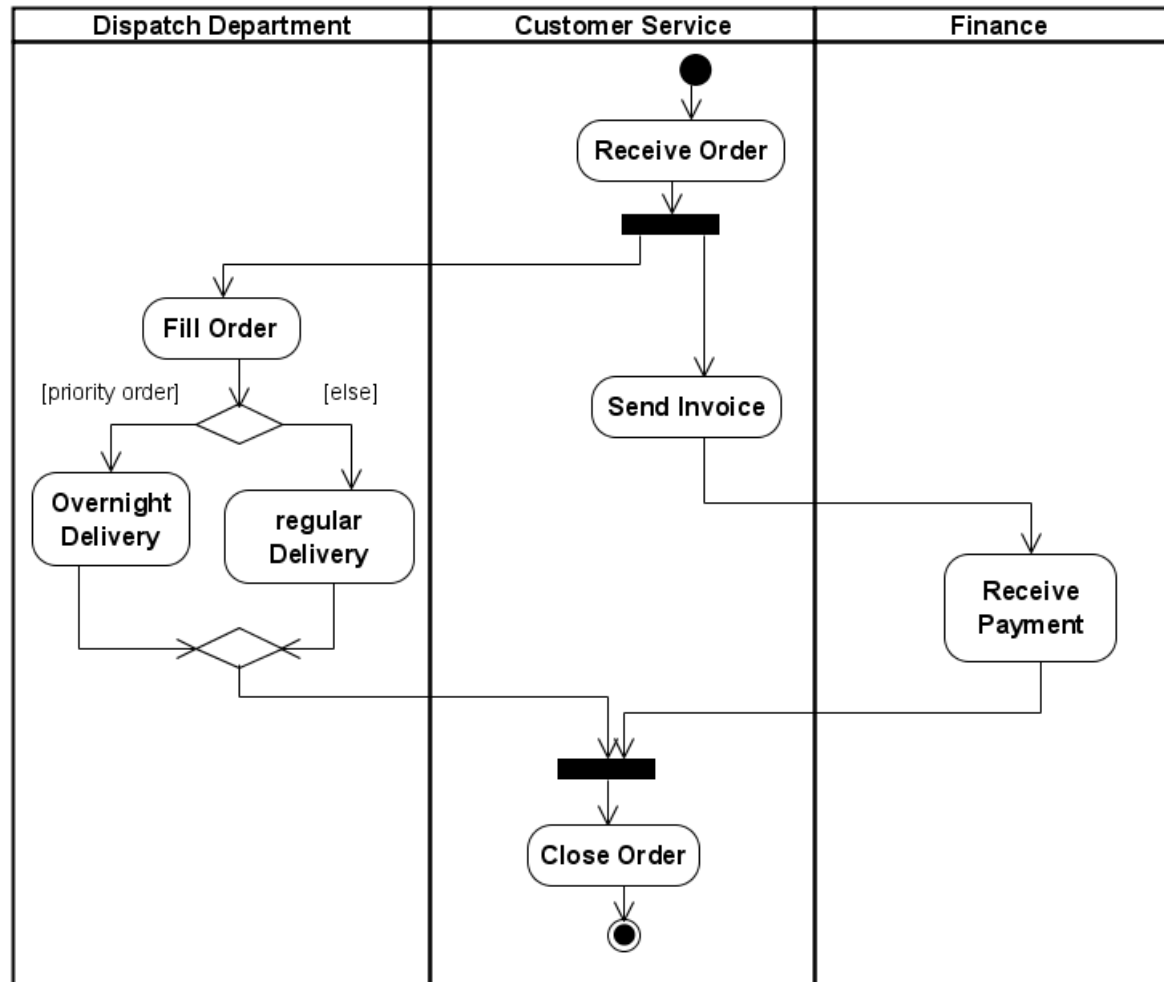 Dispatch Department
Customer Service
Finance
Receive Order
Fill Order
[priority order]
[else]
Send Invoice
Overnight
Delivery
regular
Delivery
Receive
Payment
Close Order